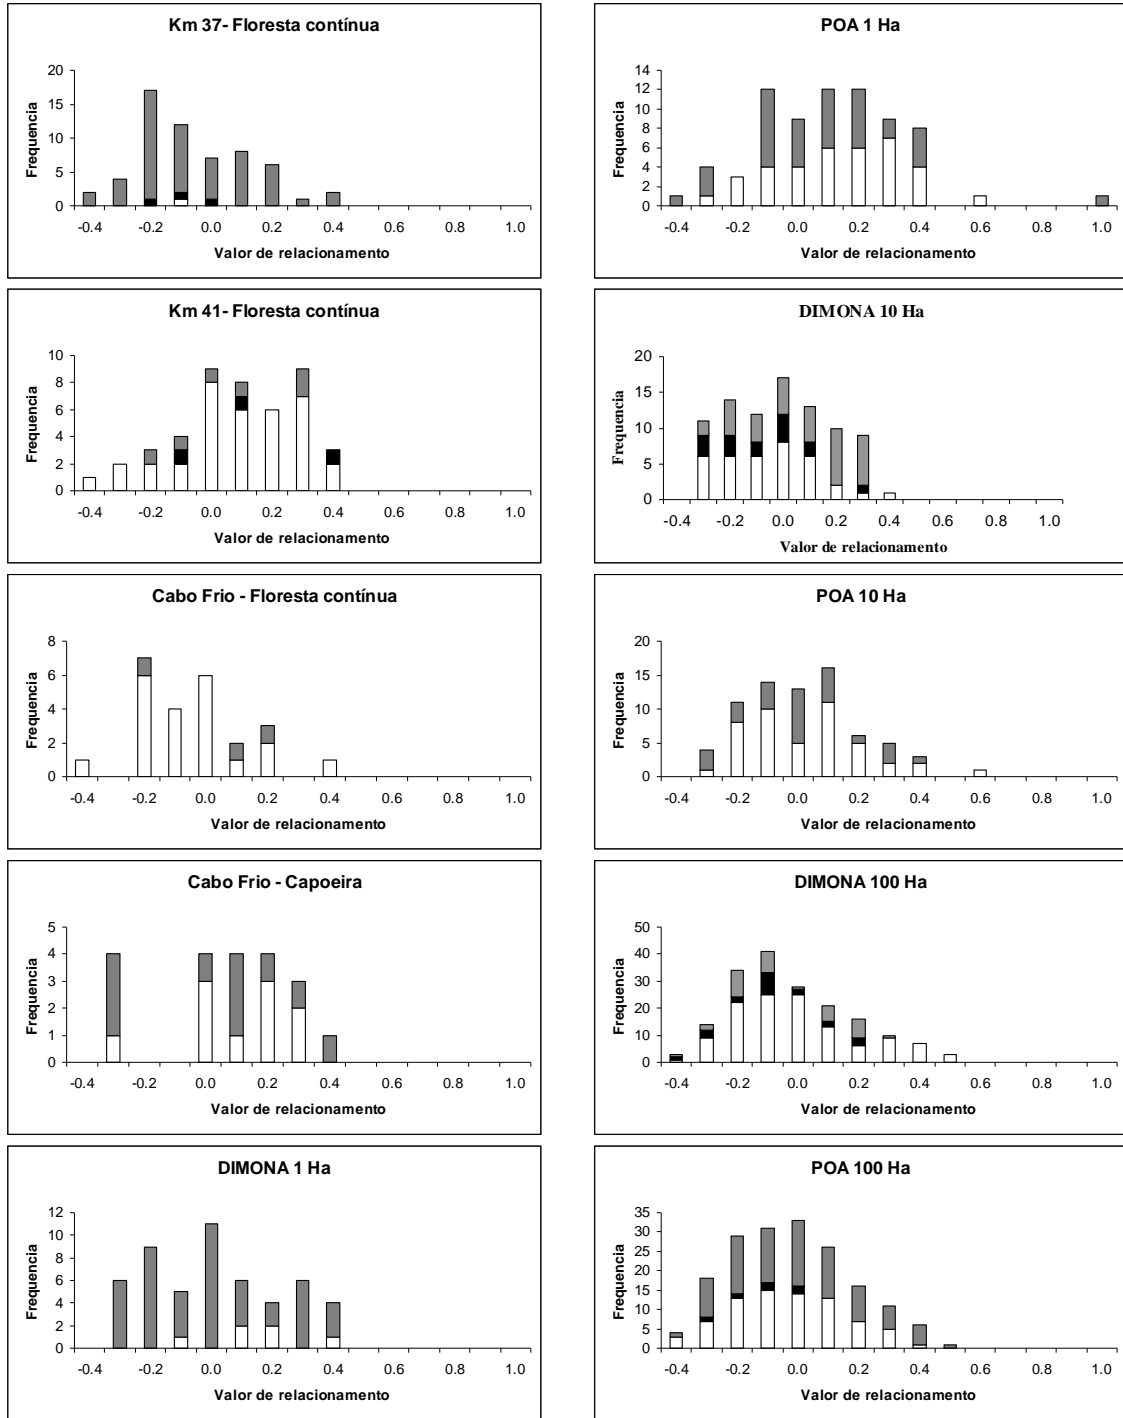 Km 37- Floresta contínua
20
15
10
5
0
Frequencia
-0.4 -0.2 0.0 0.2 0.4 0.6 0.8 1.0
Valor de relacionamento
Km 41- Floresta contínua
10
8
6
4
2
0
Frequencia
-0.4 -0.2 0.0 0.2 0.4 0.6 0.8 1.0
Valor de relacionamento
Cabo Frio - Floresta contínua
8
6
4
2
0
Frequencia
-0.4 -0.2 0.0 0.2 0.4 0.6 0.8 1.0
Valor de relacionamento
Cabo Frio - Capoeira
5
4
3
2
1
0
Frequencia
-0.4 -0.2 0.0 0.2 0.4 0.6 0.8 1.0
Valor de relacionamento
DIMONA 1 Ha
12
10
8
6
4
2
0
Frequencia
-0.4 -0.2 0.0 0.2 0.4 0.6 0.8 1.0
Valor de relacionamento
POA 1 Ha
14
12
10
8
6
4
2
0
Frequencia
-0.4 -0.2 0.0 0.2 0.4 0.6 0.8 1.0
Valor de relacionamento
DIMONA 10 Ha
20
15
10
5
0
Frequencia
-0.4 -0.2 0.0 0.2 0.4 0.6 0.8 1.0
Valor de relacionamento
POA 10 Ha
20
15
10
5
0
Frequencia
-0.4 -0.2 0.0 0.2 0.4 0.6 0.8 1.0
Valor de relacionamento
DIMONA 100 Ha
50
40
30
20
10
0
Frequencia
-0.4 -0.2 0.0 0.2 0.4 0.6 0.8 1.0
Valor de relacionamento
POA 100 Ha
35
30
25
20
15
10
5
0
Frequencia
-0.4 -0.2 0.0 0.2 0.4 0.6 0.8 1.0
Valor de relacionamento